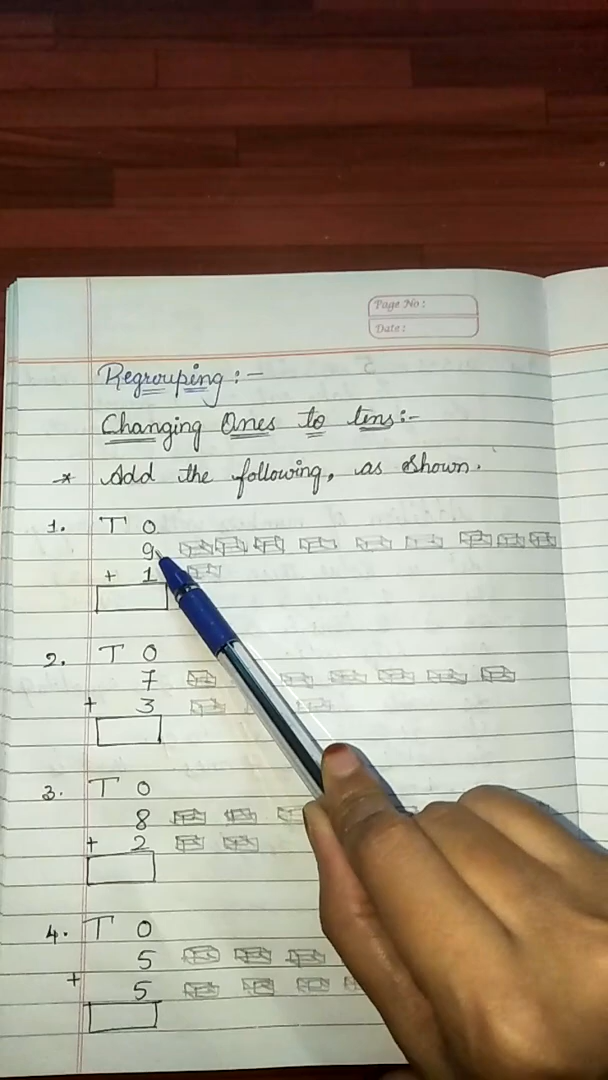 Page No :
Date :
Regrouping :-
Changing Ones to tens:-
* Add the following, as shown.
1. T O
9
+ 1
2. T O
7
+ 3
3. T O
8
+ 2
4. T O
5
+ 5